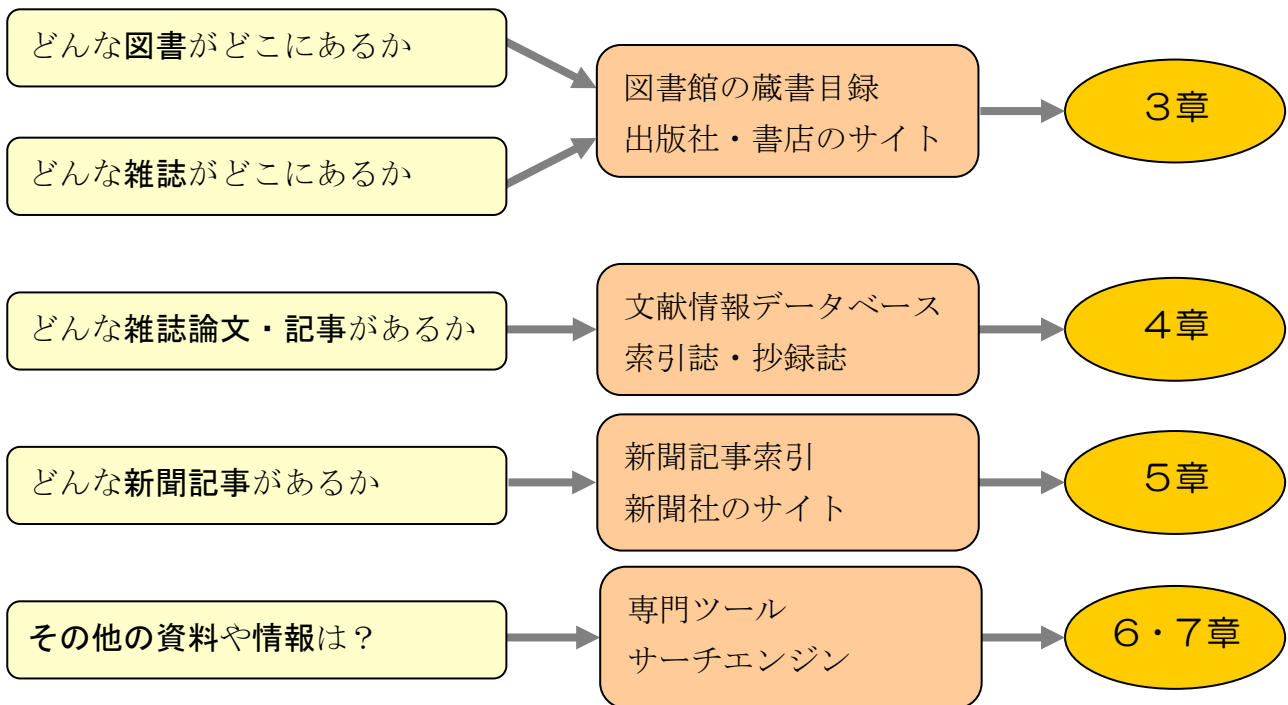 どんな図書がどこにあるか
どんな雑誌がどこにあるか
図書館の蔵書目録
出版社・書店のサイト
3章
どんな雑誌論文・記事があるか
文献情報データベース
索引誌・抄録誌
4章
どんな新聞記事があるか
新聞記事索引
新聞社のサイト
5章
その他の資料や情報は？
専門ツール
サーチエンジン
6・7章